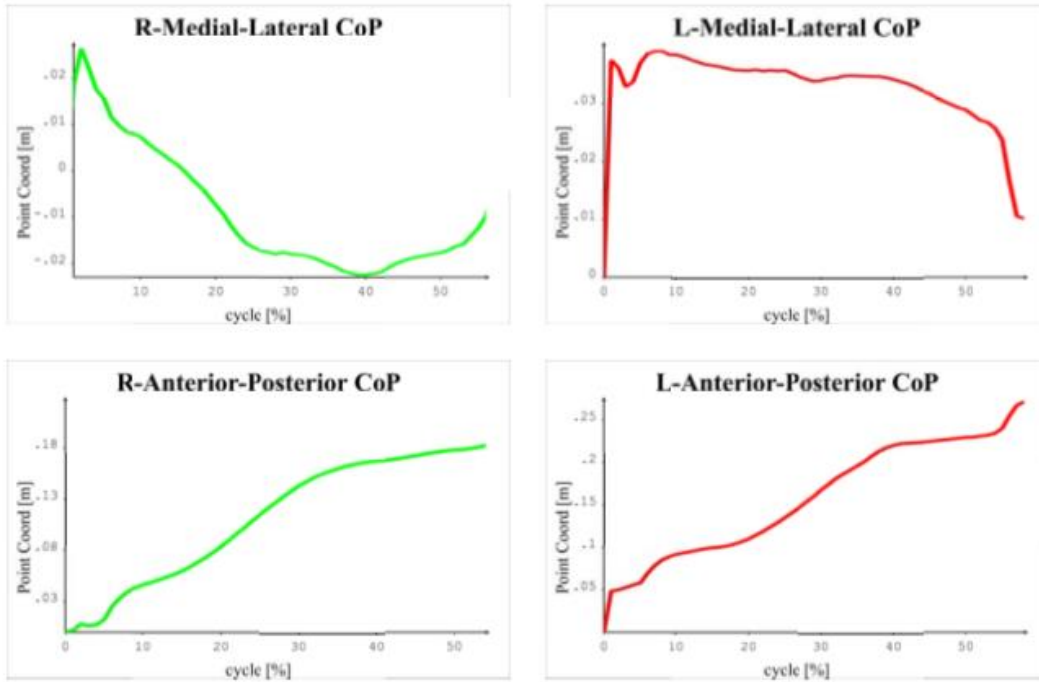 R-Medial-Lateral CoP
Point Coord [m]
.02
.01
0
-.01
-.02
10 20 30 40 50
cycle [%]
L-Medial-Lateral CoP
Point Coord [m]
.03
.02
.01
0
0 10 20 30 40 50
cycle [%]
R-Anterior-Posterior CoP
Point Coord [m]
.18
.13
.08
.03
0 10 20 30 40 50
cycle [%]
L-Anterior-Posterior CoP
Point Coord [m]
.25
.2
.15
.1
.05
0 10 20 30 40 50
cycle [%]